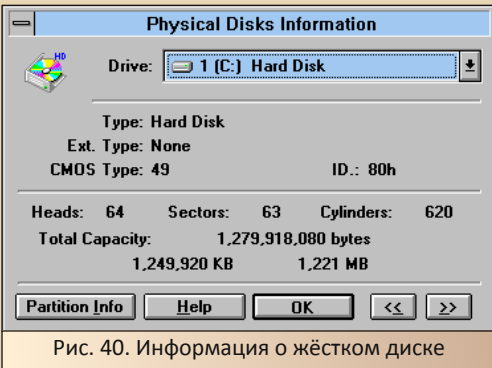 Physical Disks Information
HD
Drive: 1 (C:) Hard Disk
Type: Hard Disk
Ext. Type: None
CMOS Type: 49 ID.: 80h
Heads: 64 Sectors: 63 Cylinders: 620
Total Capacity: 1,279,918,080 bytes
1,249,920 KB 1,221 MB
Partition Info Help OK << >>
Рис. 40. Информация о жёстком диске